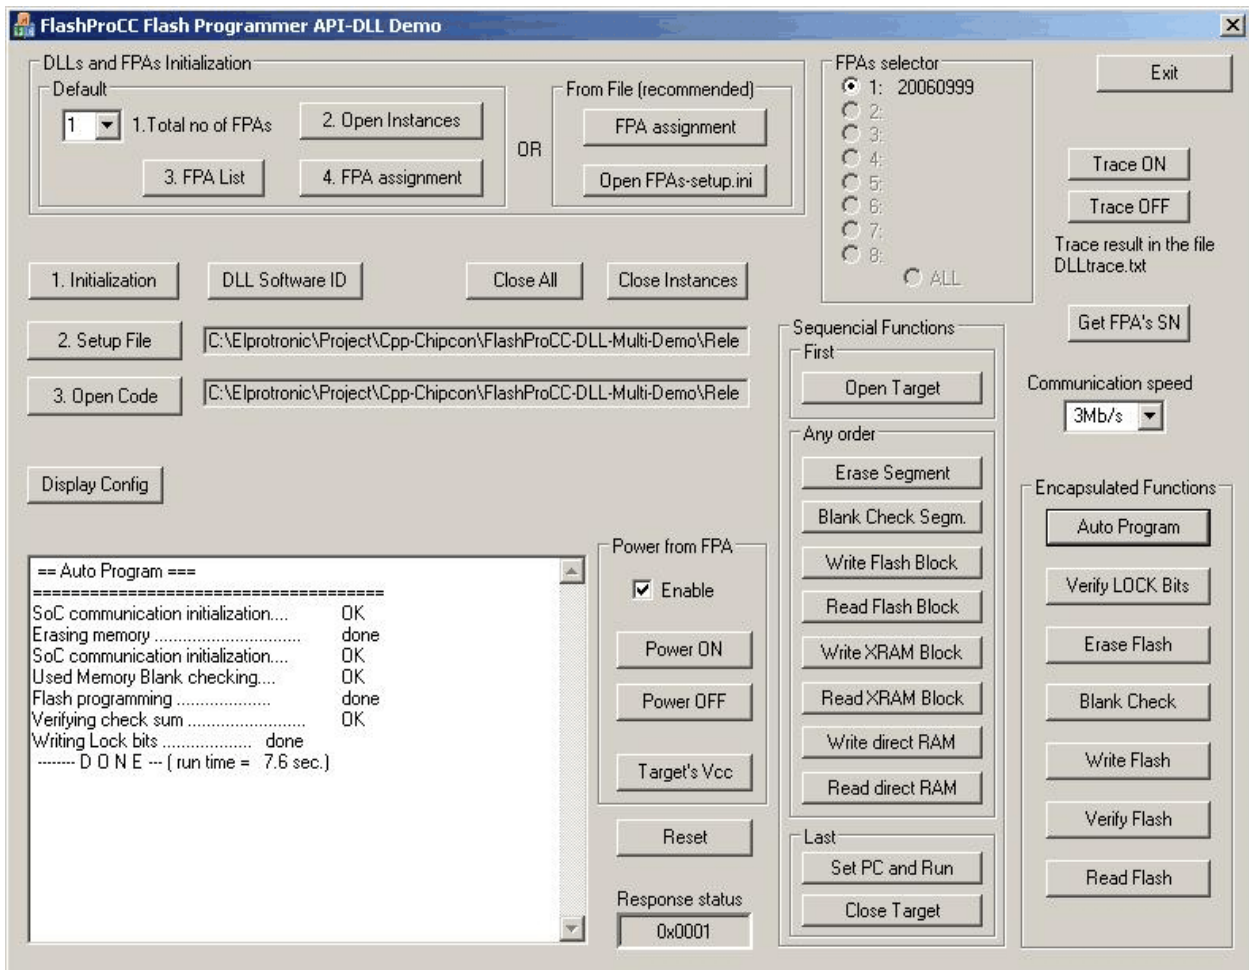 FlashProCC Flash Programmer API-DLL Demo
DLLs and FPAs Initialization
Default
1
1.Total no of FPAs
2. Open Instances
3. FPA List
4. FPA assignment
OR
From File (recommended)
FPA assignment
Open FPAs-setup.ini
FPAs selector
1: 20060999
2:
3:
4:
5:
6:
7:
8:
ALL
Exit
Trace ON
Trace OFF
Trace result in the file
DLLtrace.txt
Get FPA's SN
Communication speed
3Mb/s
1. Initialization
DLL Software ID
Close All
Close Instances
2. Setup File
C:\Elprotronic\Project\Cpp-Chipcon\FlashProCC-DLL-Multi-Demo\Rele
3. Open Code
C:\Elprotronic\Project\Cpp-Chipcon\FlashProCC-DLL-Multi-Demo\Rele
Display Config
== Auto Program ===
=====================================
SoC communication initialization.... OK
Erasing memory ............................... done
SoC communication initialization.... OK
Used Memory Blank checking.... OK
Flash programming .................... done
Verifying check sum ......................... OK
Writing Lock bits ................... done
-------- D O N E --- ( run time = 7.6 sec.)
Power from FPA
Enable
Power ON
Power OFF
Target's Vcc
Reset
Response status
0x0001
Sequencial Functions
First
Open Target
Any order
Erase Segment
Blank Check Segm.
Write Flash Block
Read Flash Block
Write XRAM Block
Read XRAM Block
Write direct RAM
Read direct RAM
Last
Set PC and Run
Close Target
Encapsulated Functions
Auto Program
Verify LOCK Bits
Erase Flash
Blank Check
Write Flash
Verify Flash
Read Flash